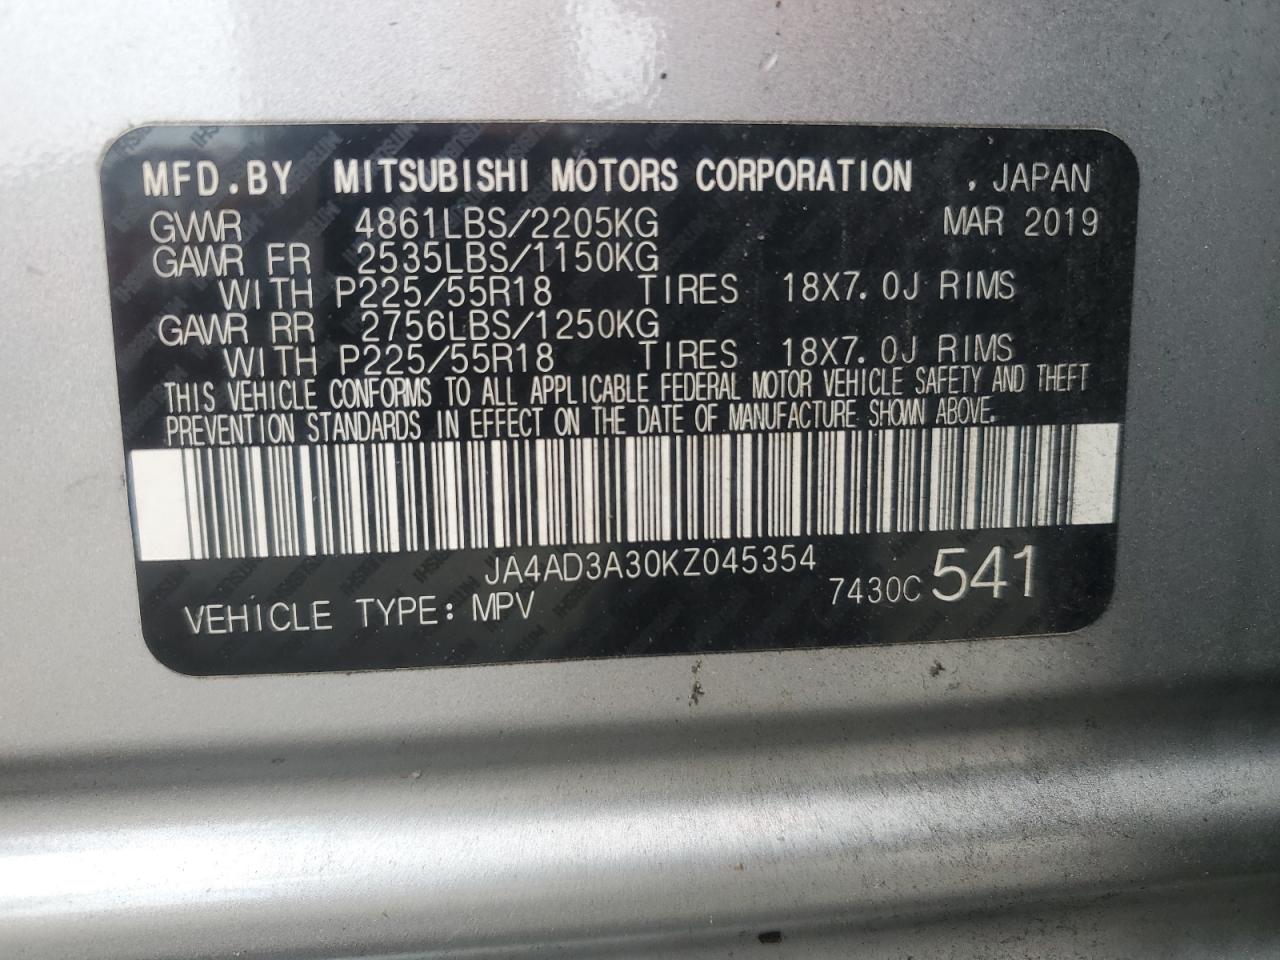 MFD.BY MITSUBISHI MOTORS CORPORATION , JAPAN
GVWR 4861LBS/2205KG MAR 2019
GAWR FR 2535LBS/1150KG
WITH P225/55R18 TIRES 18X7.0J RIMS
GAWR RR 2756LBS/1250KG
WITH P225/55R18 TIRES 18X7.0J RIMS
THIS VEHICLE CONFORMS TO ALL APPLICABLE FEDERAL MOTOR VEHICLE SAFETY AND THEFT
PREVENTION STANDARDS IN EFFECT ON THE DATE OF MANUFACTURE SHOWN ABOVE.
JA4AD3A30KZ045354
VEHICLE TYPE: MPV 7430C 541